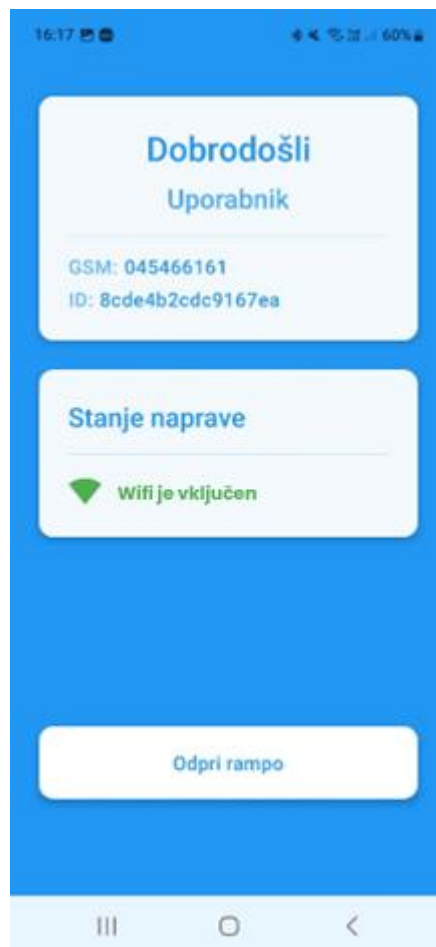 16:17
60%
Dobrodošli
Uporabnik
GSM: 045466161
ID: 8cde4b2cdc9167ea
Stanje naprave
Wifi je vključen
Odpri rampo